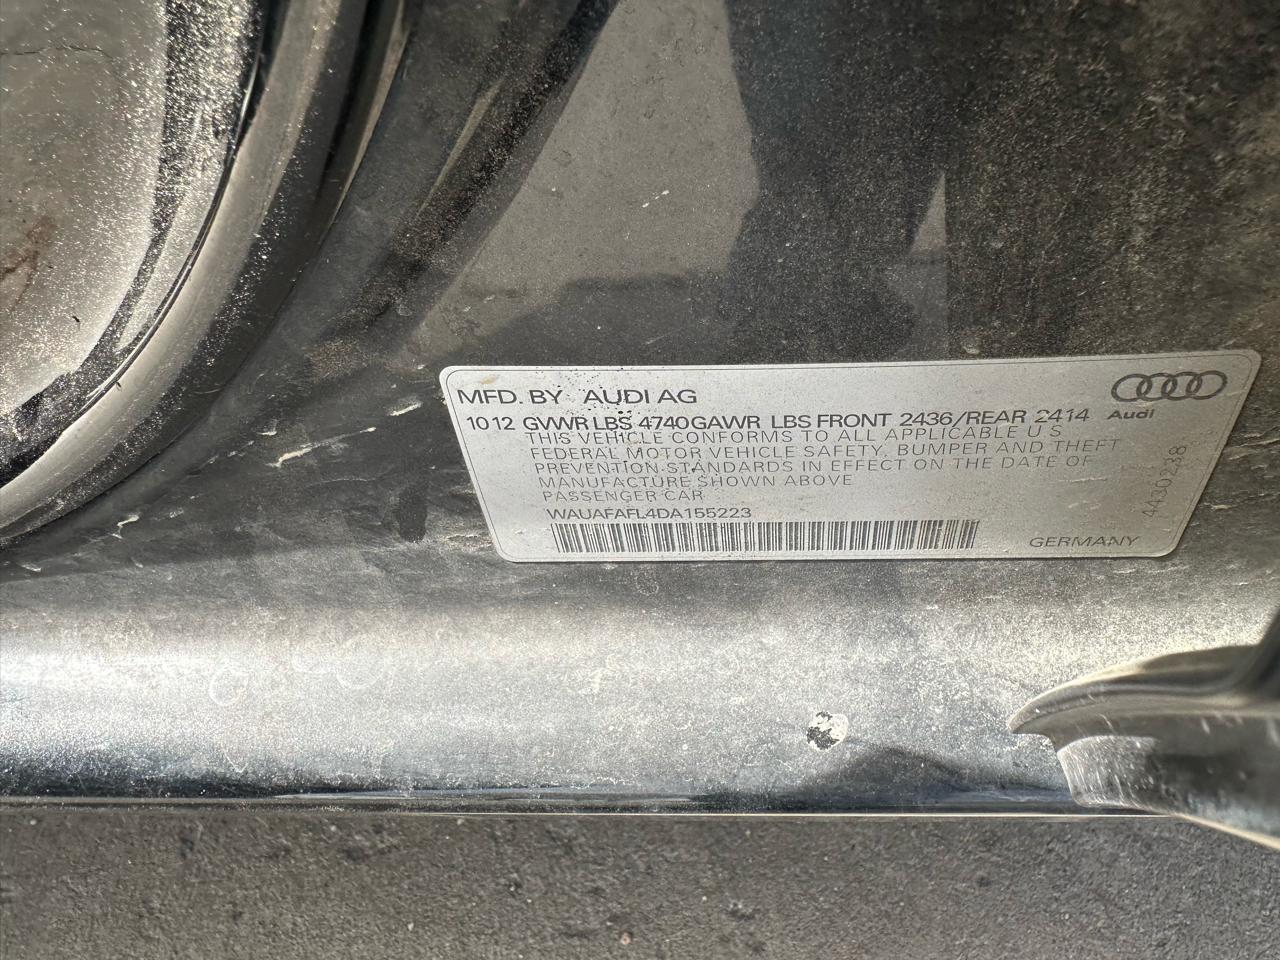 MFD. BY AUDI AG
10 12 GVWR LBS 4740 GAWR LBS FRONT 2436/REAR 2414
Audi
THIS VEHICLE CONFORMS TO ALL APPLICABLE U S
FEDERAL MOTOR VEHICLE SAFETY, BUMPER AND THEFT
PREVENTION STANDARDS IN EFFECT ON THE DATE OF
MANUFACTURE SHOWN ABOVE
PASSENGER CAR
WAUAFAFL4DA155223
GERMANY
4430238